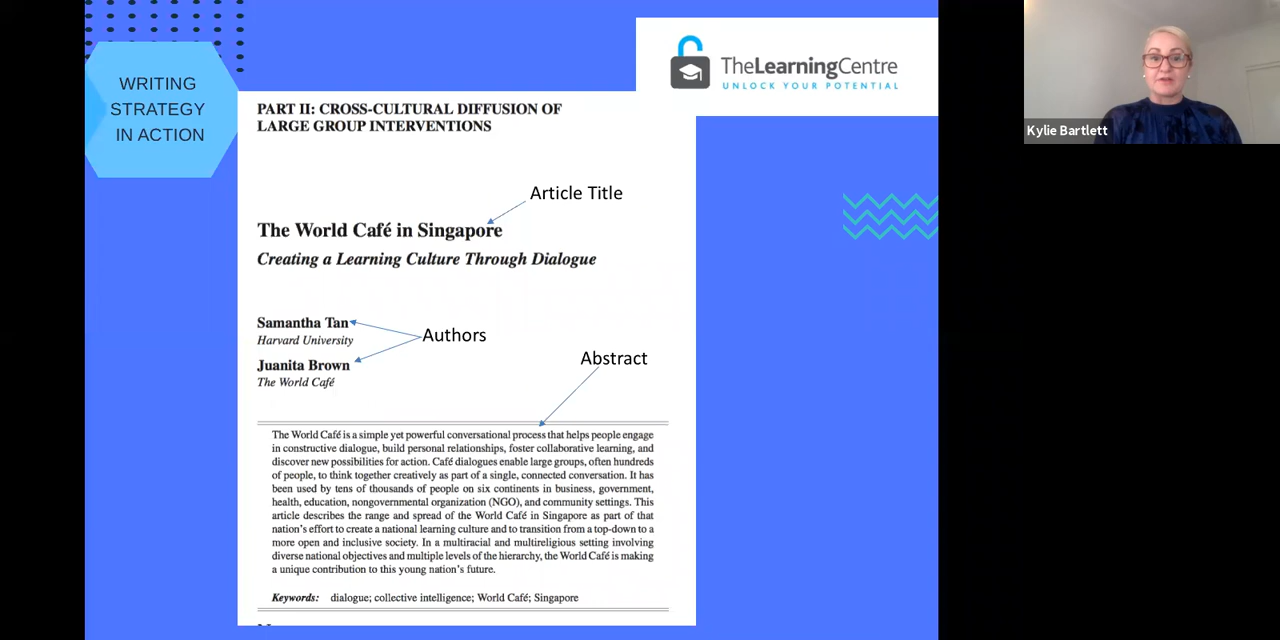 WRITING
STRATEGY
IN ACTION
TheLearningCentre
UNLOCK YOUR POTENTIAL
Kylie Bartlett
PART II: CROSS-CULTURAL DIFFUSION OF
LARGE GROUP INTERVENTIONS
Article Title
The World Café in Singapore
Creating a Learning Culture Through Dialogue
Samantha Tan
Harvard University
Authors
Juanita Brown
The World Café
Abstract
The World Café is a simple yet powerful conversational process that helps people engage
in constructive dialogue, build personal relationships, foster collaborative learning, and
discover new possibilities for action. Café dialogues enable large groups, often hundreds
of people, to think together creatively as part of a single, connected conversation. It has
been used by tens of thousands of people on six continents in business, government,
health, education, nongovernmental organization (NGO), and community settings. This
article describes the range and spread of the World Café in Singapore as part of that
nation's effort to create a national learning culture and to transition from a top-down to a
more open and inclusive society. In a multiracial and multireligious setting involving
diverse national objectives and multiple levels of the hierarchy, the World Café is making
a unique contribution to this young nation's future.
Keywords: dialogue; collective intelligence; World Café; Singapore